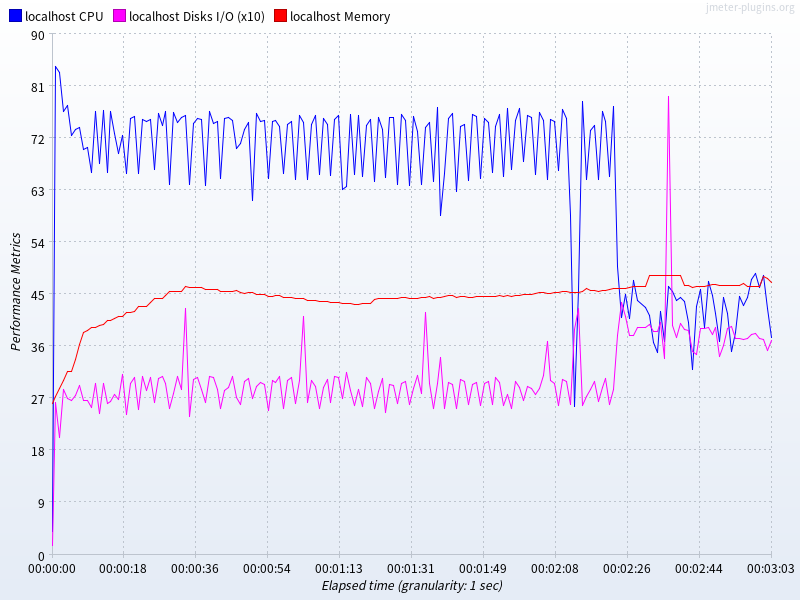 jmeter-plugins.org
localhost CPU localhost Disks I/O (x10) localhost Memory
Performance Metrics
90
81
72
63
54
45
36
27
18
9
0
00:00:00 00:00:18 00:00:36 00:00:54 00:01:13 00:01:31 00:01:49 00:02:08 00:02:26 00:02:44 00:03:03
Elapsed time (granularity: 1 sec)